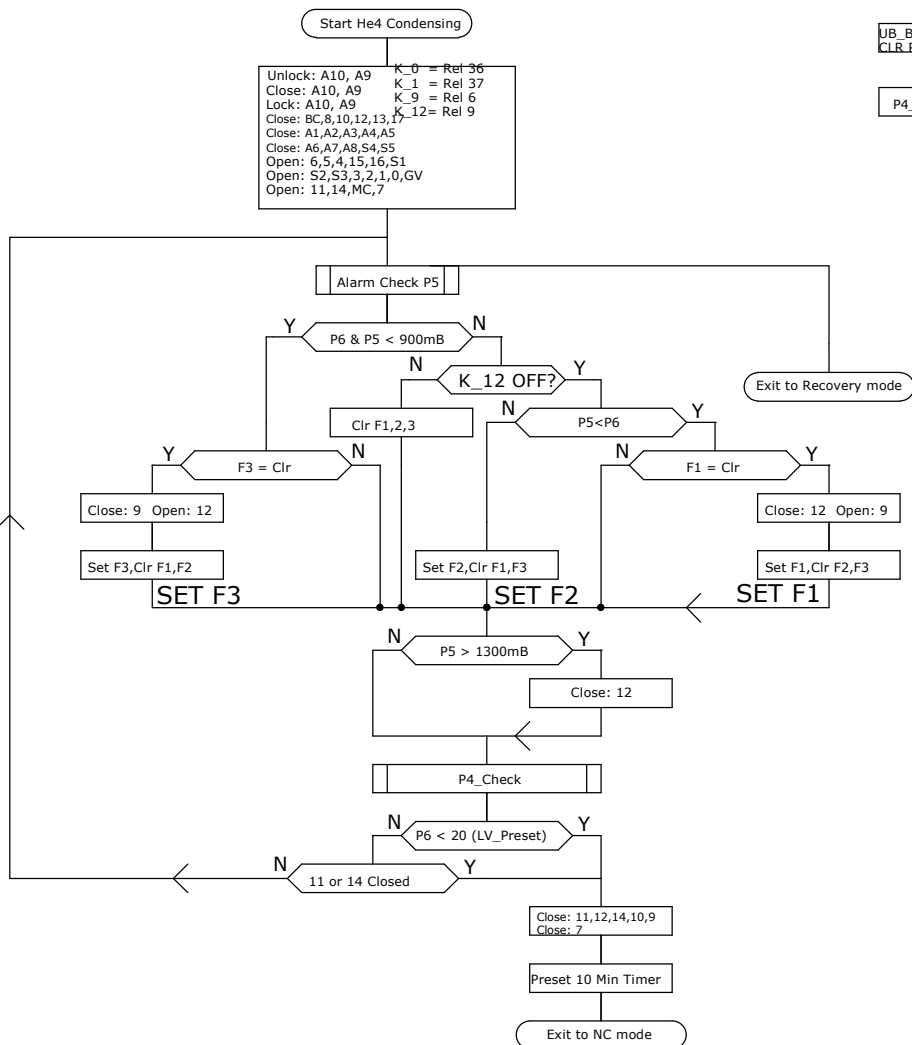 Start He4 Condensing
UB_B
CLR
P4_
Unlock: A10, A9
Close: A10, A9
Lock: A10, A9
Close: BC,8,10,12,13,17
Close: A1,A2,A3,A4,A5
Close: A6,A7,A8,S4,S5
Open: 6,5,4,15,16,S1
Open: S2,S3,3,2,1,0,GV
Open: 11,14,MC,7
K_0 = Rel 36
K_1 = Rel 37
K_9 = Rel 6
K_12= Rel 9
Alarm Check P5
Y
P6 & P5 < 900mB
N
N
K_12 OFF?
Y
Exit to Recovery mode
Clr F1,2,3
N
P5<P6
Y
Y
F3 = Clr
N
N
F1 = Clr
Y
Close: 9 Open: 12
Close: 12 Open: 9
Set F3,Clr F1,F2
Set F2,Clr F1,F3
Set F1,Clr F2,F3
SET F3
SET F2
SET F1
N
P5 > 1300mB
Y
Close: 12
P4_Check
N
P6 < 20 (LV_Preset)
Y
N
11 or 14 Closed
Y
Close: 11,12,14,10,9
Close: 7
Preset 10 Min Timer
Exit to NC mode